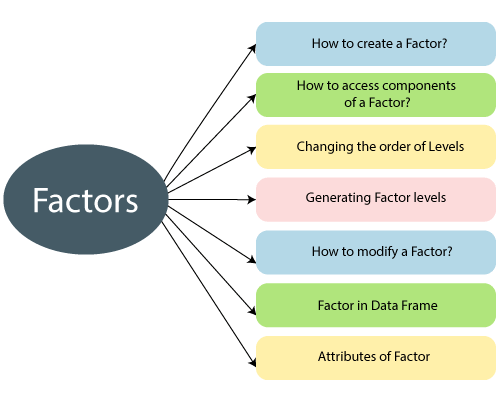 Factors
How to create a Factor?
How to access components
of a Factor?
Changing the order of Levels
Generating Factor levels
How to modify a Factor?
Factor in Data Frame
Attributes of Factor